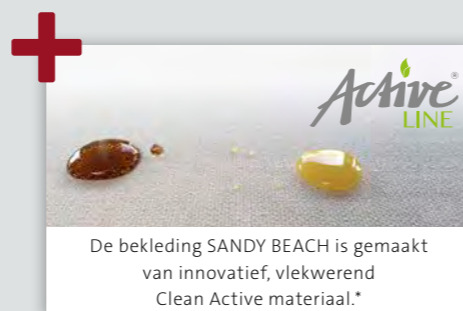 Active®
LINE
De bekleding SANDY BEACH is gemaakt
van innovatief, vlekwerend
Clean Active materiaal.*